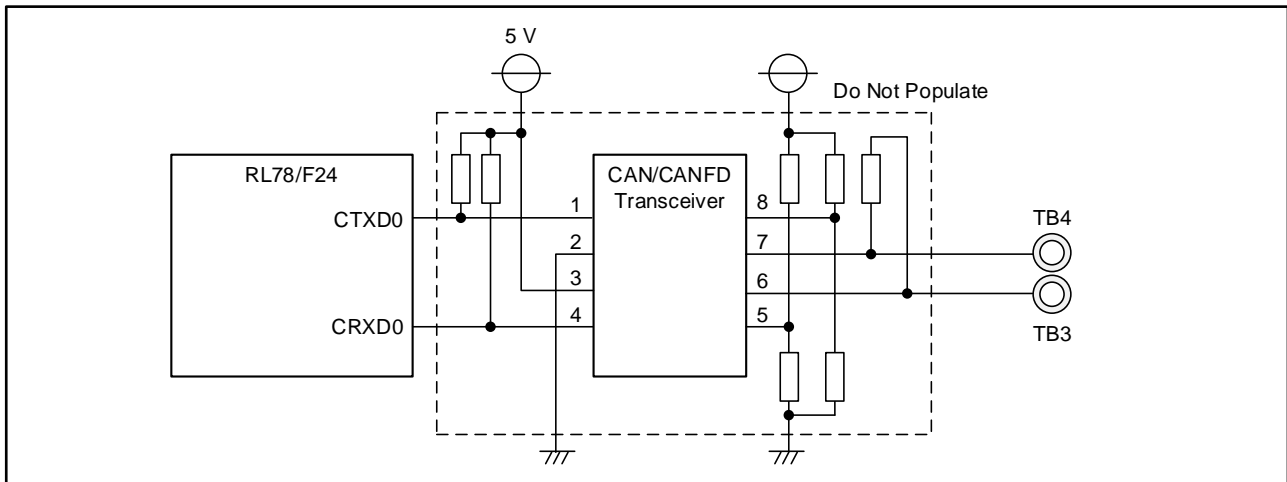 5 V
Do Not Populate
RL78/F24
CAN/CANFD
Transceiver
CTXD0
1
8
TB4
2
7
3
6
CRXD0
4
5
TB3